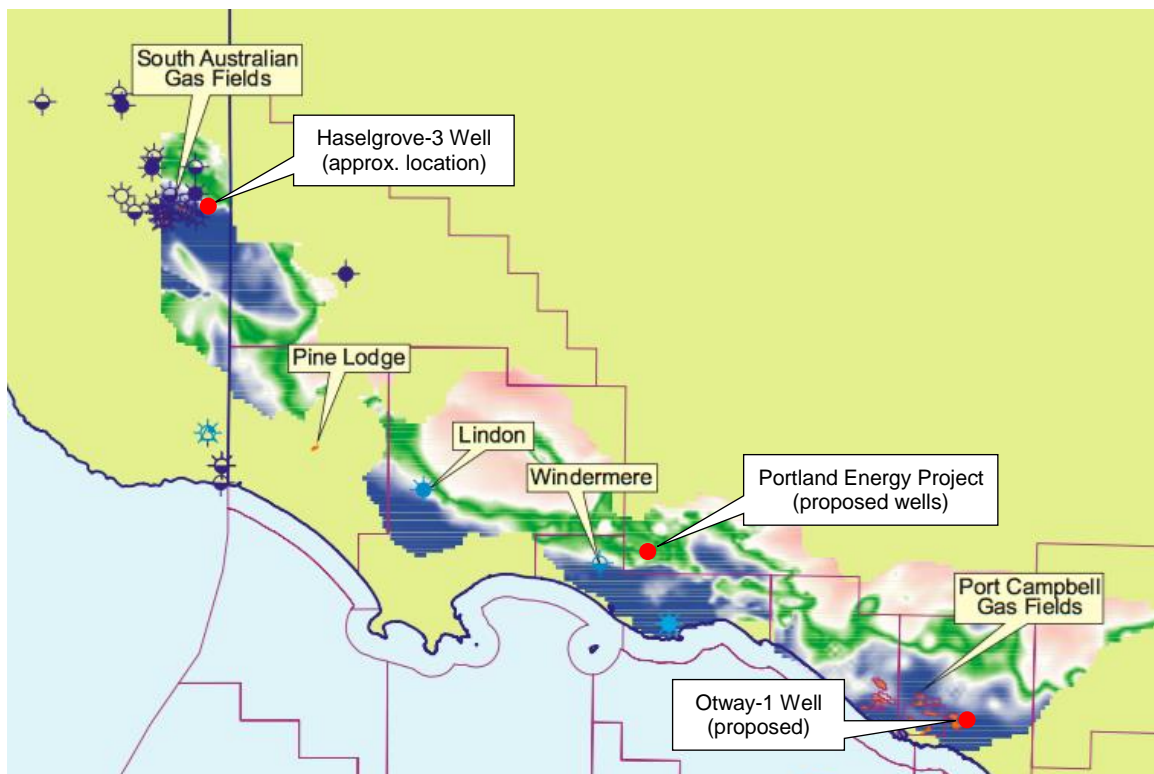 South Australian
Gas Fields
Haselgrove-3 Well
(approx. location)
Pine Lodge
Lindon
Windermere
Portland Energy Project
(proposed wells)
Port Campbell
Gas Fields
Otway-1 Well
(proposed)